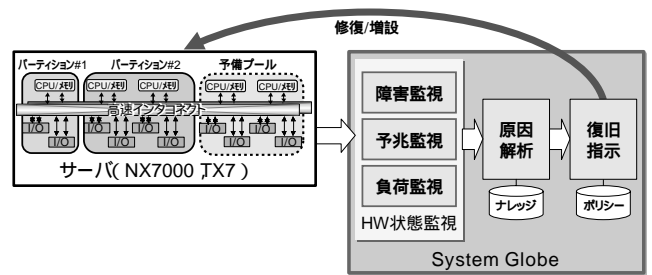 修復/増設
パーティション#1
パーティション#2
予備プール
CPU/メモリ
CPU/メモリ
CPU/メモリ
CPU/メモリ
CPU/メモリ
高速インタコネクト
I/O
I/O
I/O
I/O
I/O
I/O
I/O
I/O
I/O
I/O
サーバ(NX7000,TX7)
障害監視
予兆監視
負荷監視
HW状態監視
原因
解析
ナレッジ
復旧
指示
ポリシー
System Globe